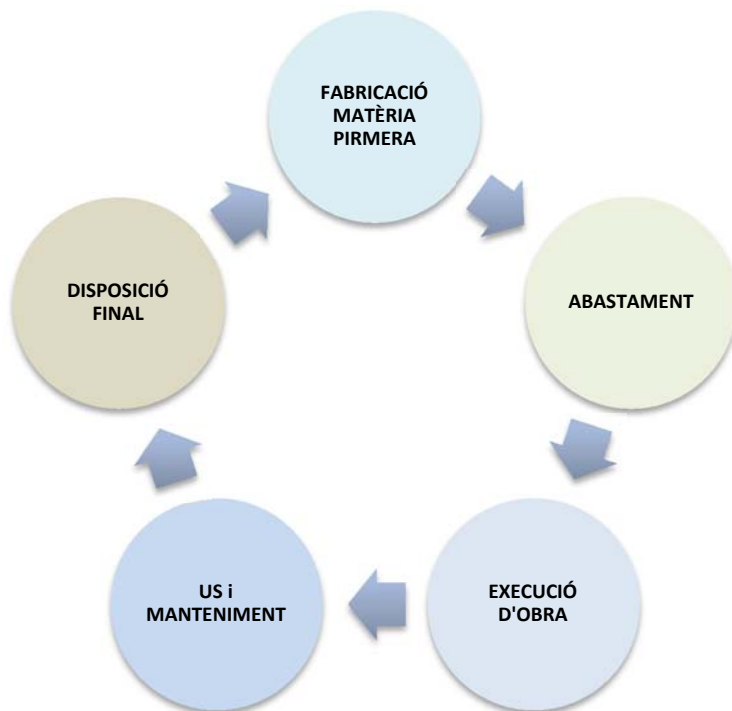 FABRICACIÓ
MATÈRIA
PIRMERA
ABASTAMENT
EXECUCIÓ
D'OBRA
US i
MANTENIMENT
DISPOSICIÓ
FINAL